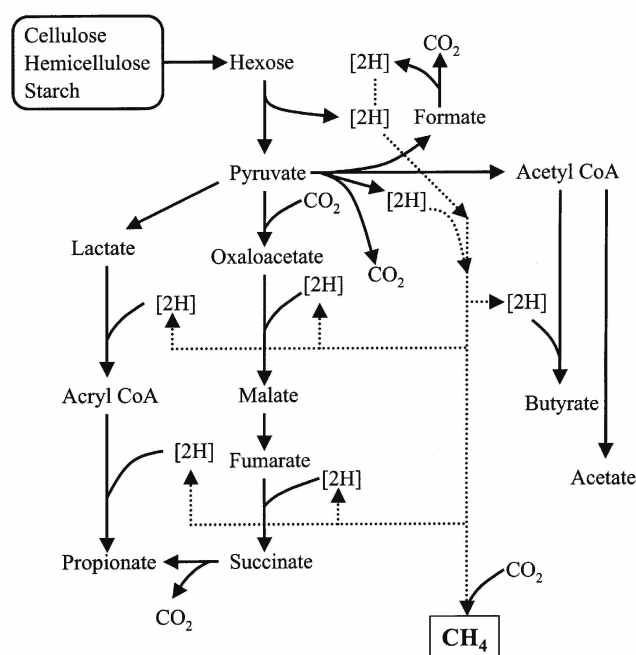 Cellulose
Hemicellulose
Starch
Hexose
[2H]
CO₂
[2H]
Formate
Pyruvate
Acetyl CoA
[2H]
CO₂
Lactate
Oxaloacetate
CO₂
[2H]
[2H]
[2H]
Acryl CoA
Malate
Butyrate
[2H]
Fumarate
[2H]
Acetate
Propionate
Succinate
CO₂
CO₂
CH₄